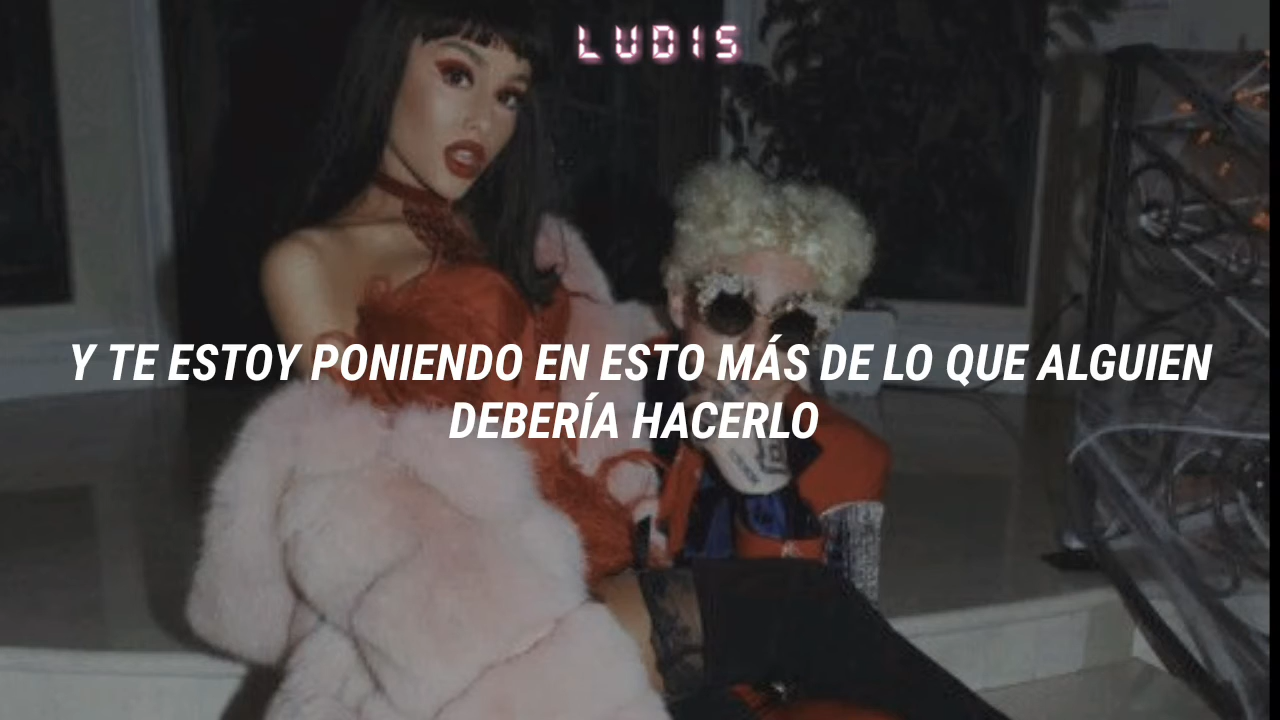 LUDIS
Y TE ESTOY PONIENDO EN ESTO MÁS DE LO QUE ALGUIEN
DEBERÍA HACERLO